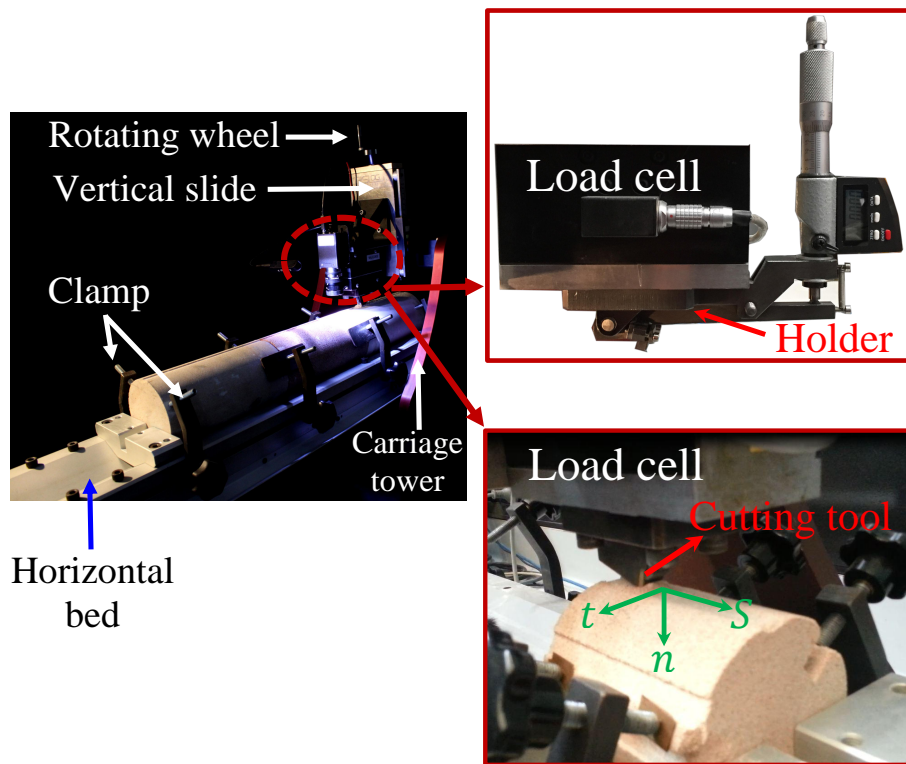 Rotating wheel
Vertical slide
Clamp
Carriage
tower
Horizontal
bed
Load cell
Holder
Load cell
Cutting tool
t
S
n